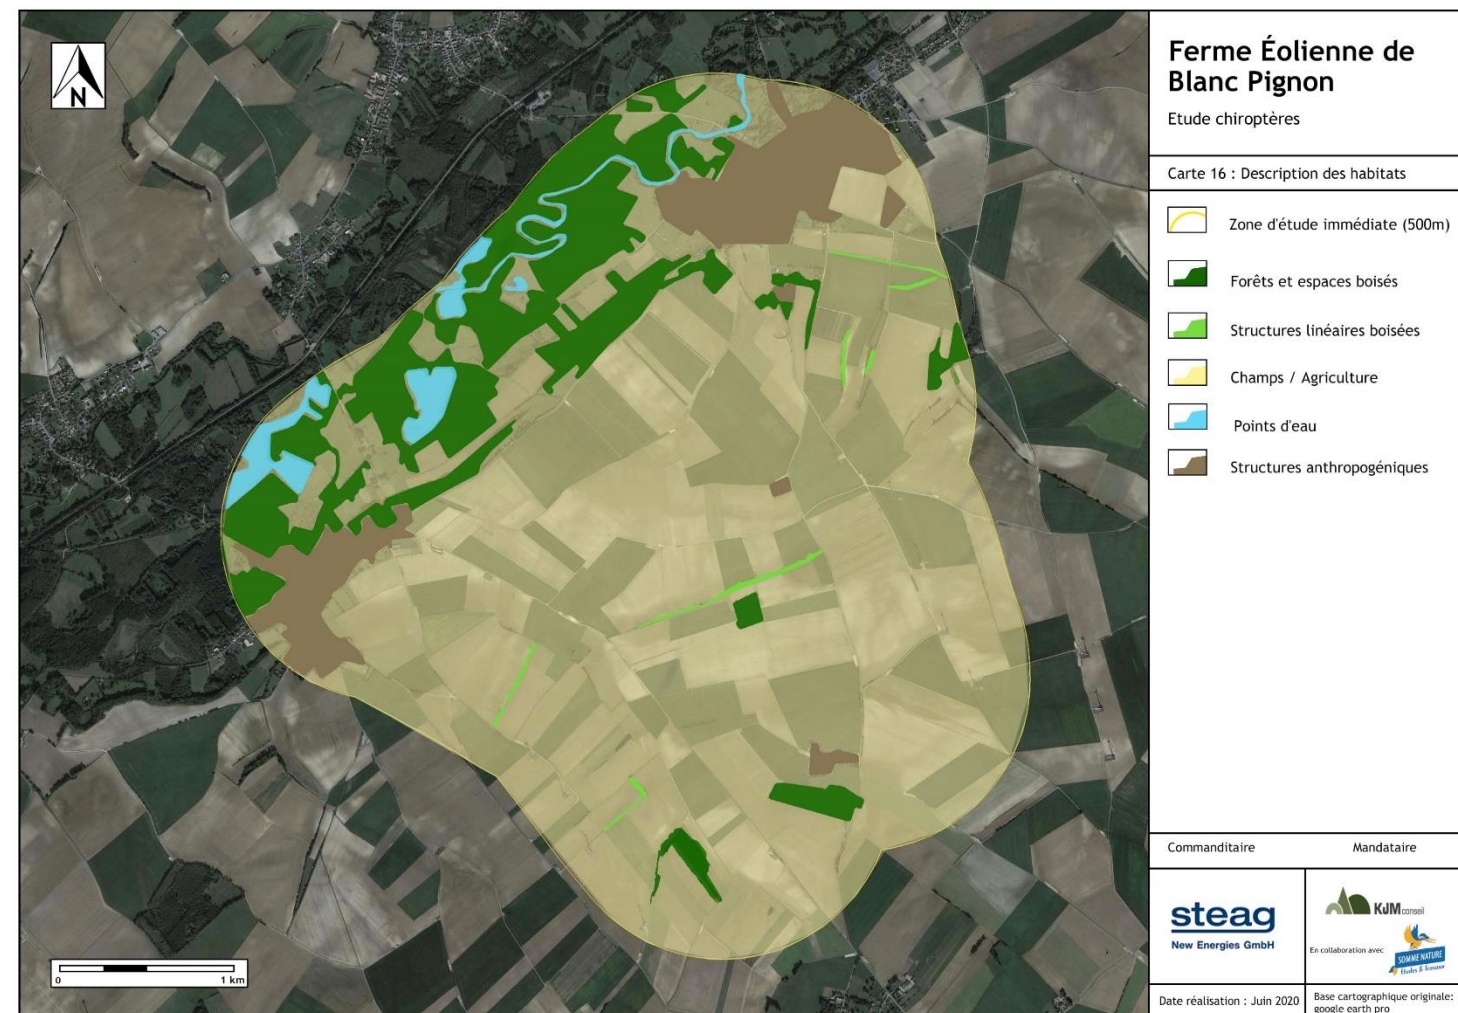 Ferme Éolienne de
Blanc Pignon
Etude chiroptères
Carte 16 : Description des habitats
Zone d'étude immédiate (500m)
Forêts et espaces boisés
Structures linéaires boisées
Champs / Agriculture
Points d'eau
Structures anthropogéniques
Commanditaire
Mandataire
steag
New Energies GmbH
KJM conseil
En collaboration avec
SOMME NATURE
Etudes & Travaux
Date réalisation : Juin 2020
Base cartographique originale:
google earth pro
N
0
1 km